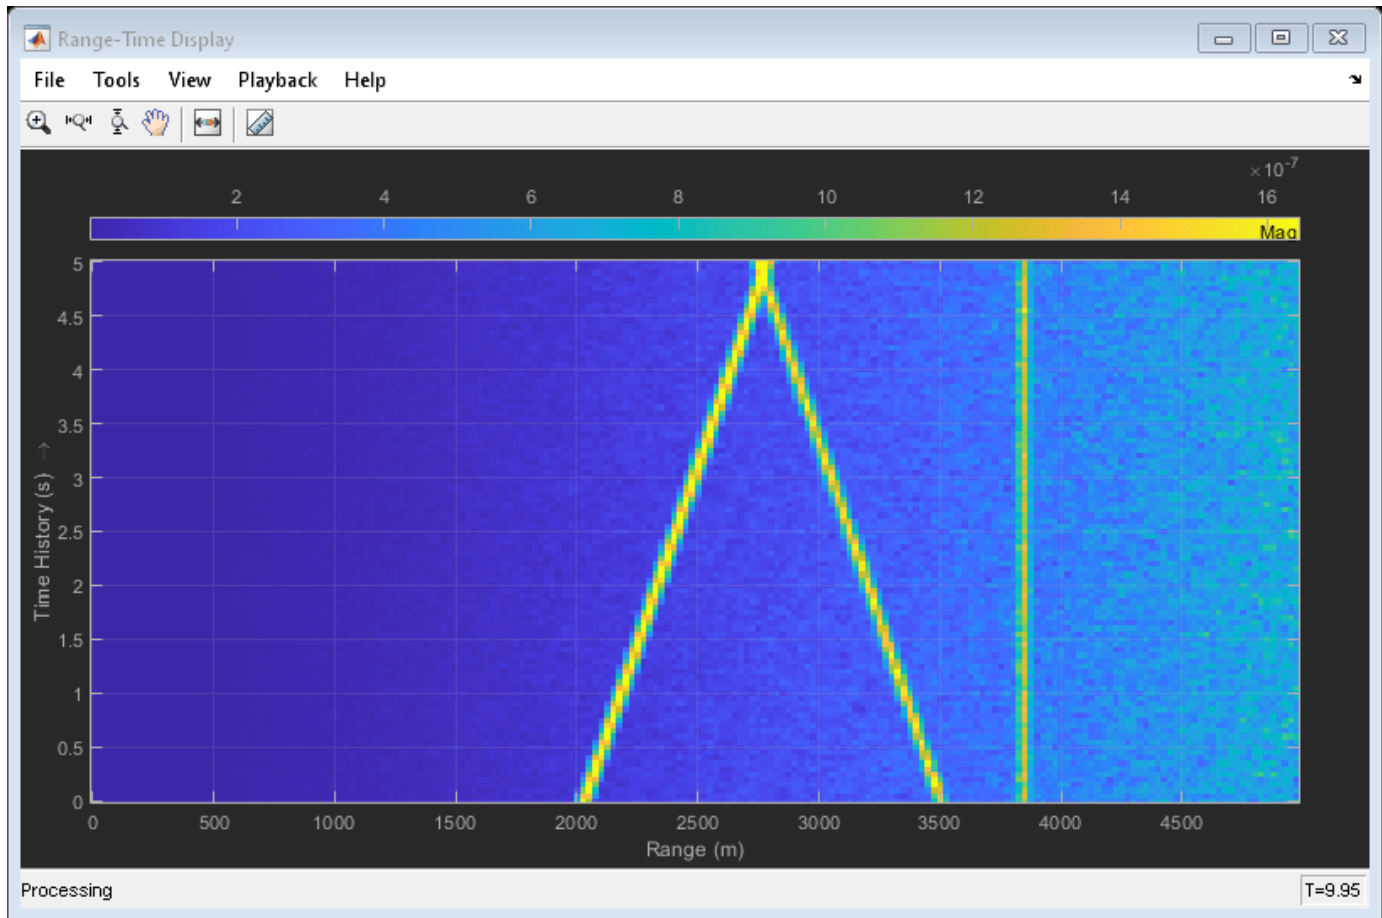 Range-Time Display
File Tools View Playback Help
×10-7
2 4 6 8 10 12 14 16
Mag
5
4.5
4
3.5
3
2.5
2
1.5
1
0.5
0
Time History (s) →
0 500 1000 1500 2000 2500 3000 3500 4000 4500
Range (m)
Processing T=9.95